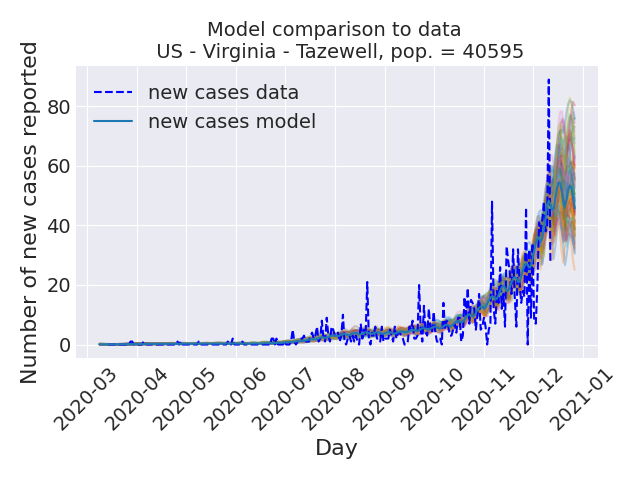 Model comparison to data
US - Virginia - Tazewell, pop. = 40595
new cases data
new cases model
Number of new cases reported
80
60
40
20
0
2020-03
2020-04
2020-05
2020-06
2020-07
2020-08
2020-09
2020-10
2020-11
2020-12
2021-01
Day